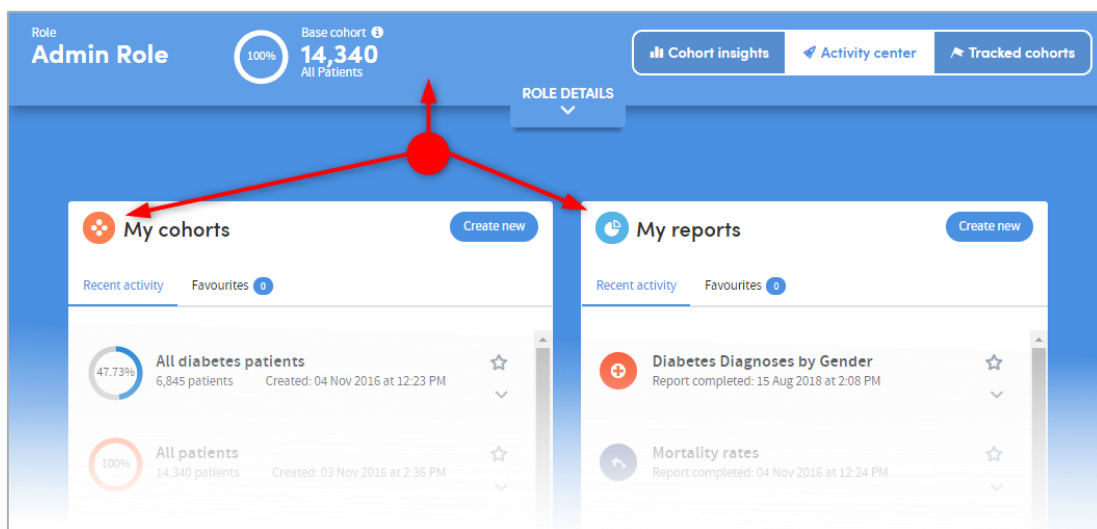 Role
Admin Role
100%
Base cohort
14,340
All Patients
Cohort insights
Activity center
Tracked cohorts
ROLE DETAILS
My cohorts
Create new
Recent activity
Favourites 0
47.73%
All diabetes patients
6,845 patients Created: 04 Nov 2016 at 12:23 PM
100%
All patients
14,340 patients Created: 03 Nov 2016 at 2:36 PM
My reports
Create new
Recent activity
Favourites 0
Diabetes Diagnoses by Gender
Report completed: 15 Aug 2018 at 2:08 PM
Mortality rates
Report completed: 04 Nov 2016 at 12:24 PM